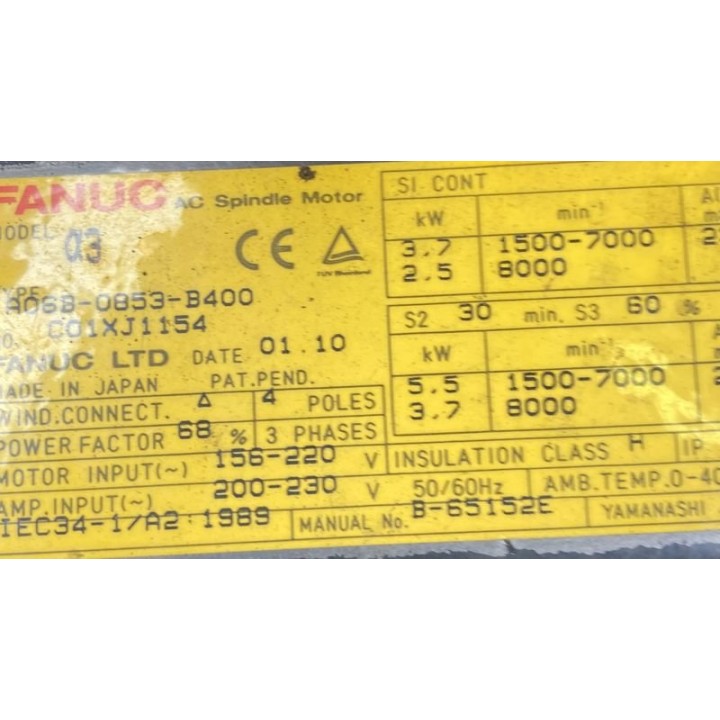 FANUC AC Spindle Motor
MODEL α3
CE TÜV Rheinland
TYPE A06B-0853-B400
NO. C01XJ1154
FANUC LTD DATE 01.10
MADE IN JAPAN PAT.PEND.
WIND.CONNECT. Δ 4 POLES
POWER FACTOR 68 % 3 PHASES
MOTOR INPUT(~) 156-220 V INSULATION CLASS H IP
AMP.INPUT(~) 200-230 V 50/60Hz AMB.TEMP.0-40
IEC34-1/A2:1989 MANUAL No. B-65152E YAMANASHI
S1 CONT
kW min⁻¹
3.7 1500-7000
2.5 8000
S2 30 min. S3 60 %
kW min⁻¹
5.5 1500-7000
3.7 8000